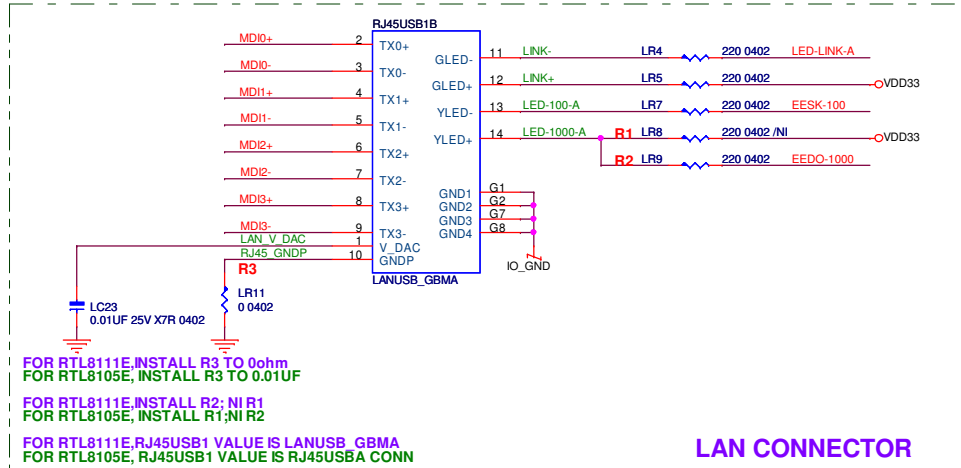 RJ45USB1B
MDI0+ 2 TX0+ GLED- 11 LINK- LR4 220 0402 LED-LINK-A
MDI0- 3 TX0- GLED+ 12 LINK+ LR5 220 0402 VDD33
MDI1+ 4 TX1+ YLED- 13 LED-100-A LR7 220 0402 EESK-100
MDI1- 5 TX1- YLED+ 14 LED-1000-A R1 LR8 220 0402 /NI VDD33
MDI2+ 6 TX2+ R2 LR9 220 0402 EEDO-1000
MDI2- 7 TX2- GND1 G1
MDI3+ 8 TX3+ GND2 G2
GND3 G7
MDI3- 9 TX3- GND4 G8
LAN_V_DAC 1 V_DAC
RJ45_GNDP 10 GNDP
R3 IO_GND
LANUSB_GBMA
LR11
0 0402
LC23
0.01UF 25V X7R 0402
FOR RTL8111E,INSTALL R3 TO 0ohm
FOR RTL8105E, INSTALL R3 TO 0.01UF
FOR RTL8111E,INSTALL R2; NI R1
FOR RTL8105E, INSTALL R1;NI R2
FOR RTL8111E,RJ45USB1 VALUE IS LANUSB_GBMA
FOR RTL8105E, RJ45USB1 VALUE IS RJ45USBA CONN
LAN CONNECTOR